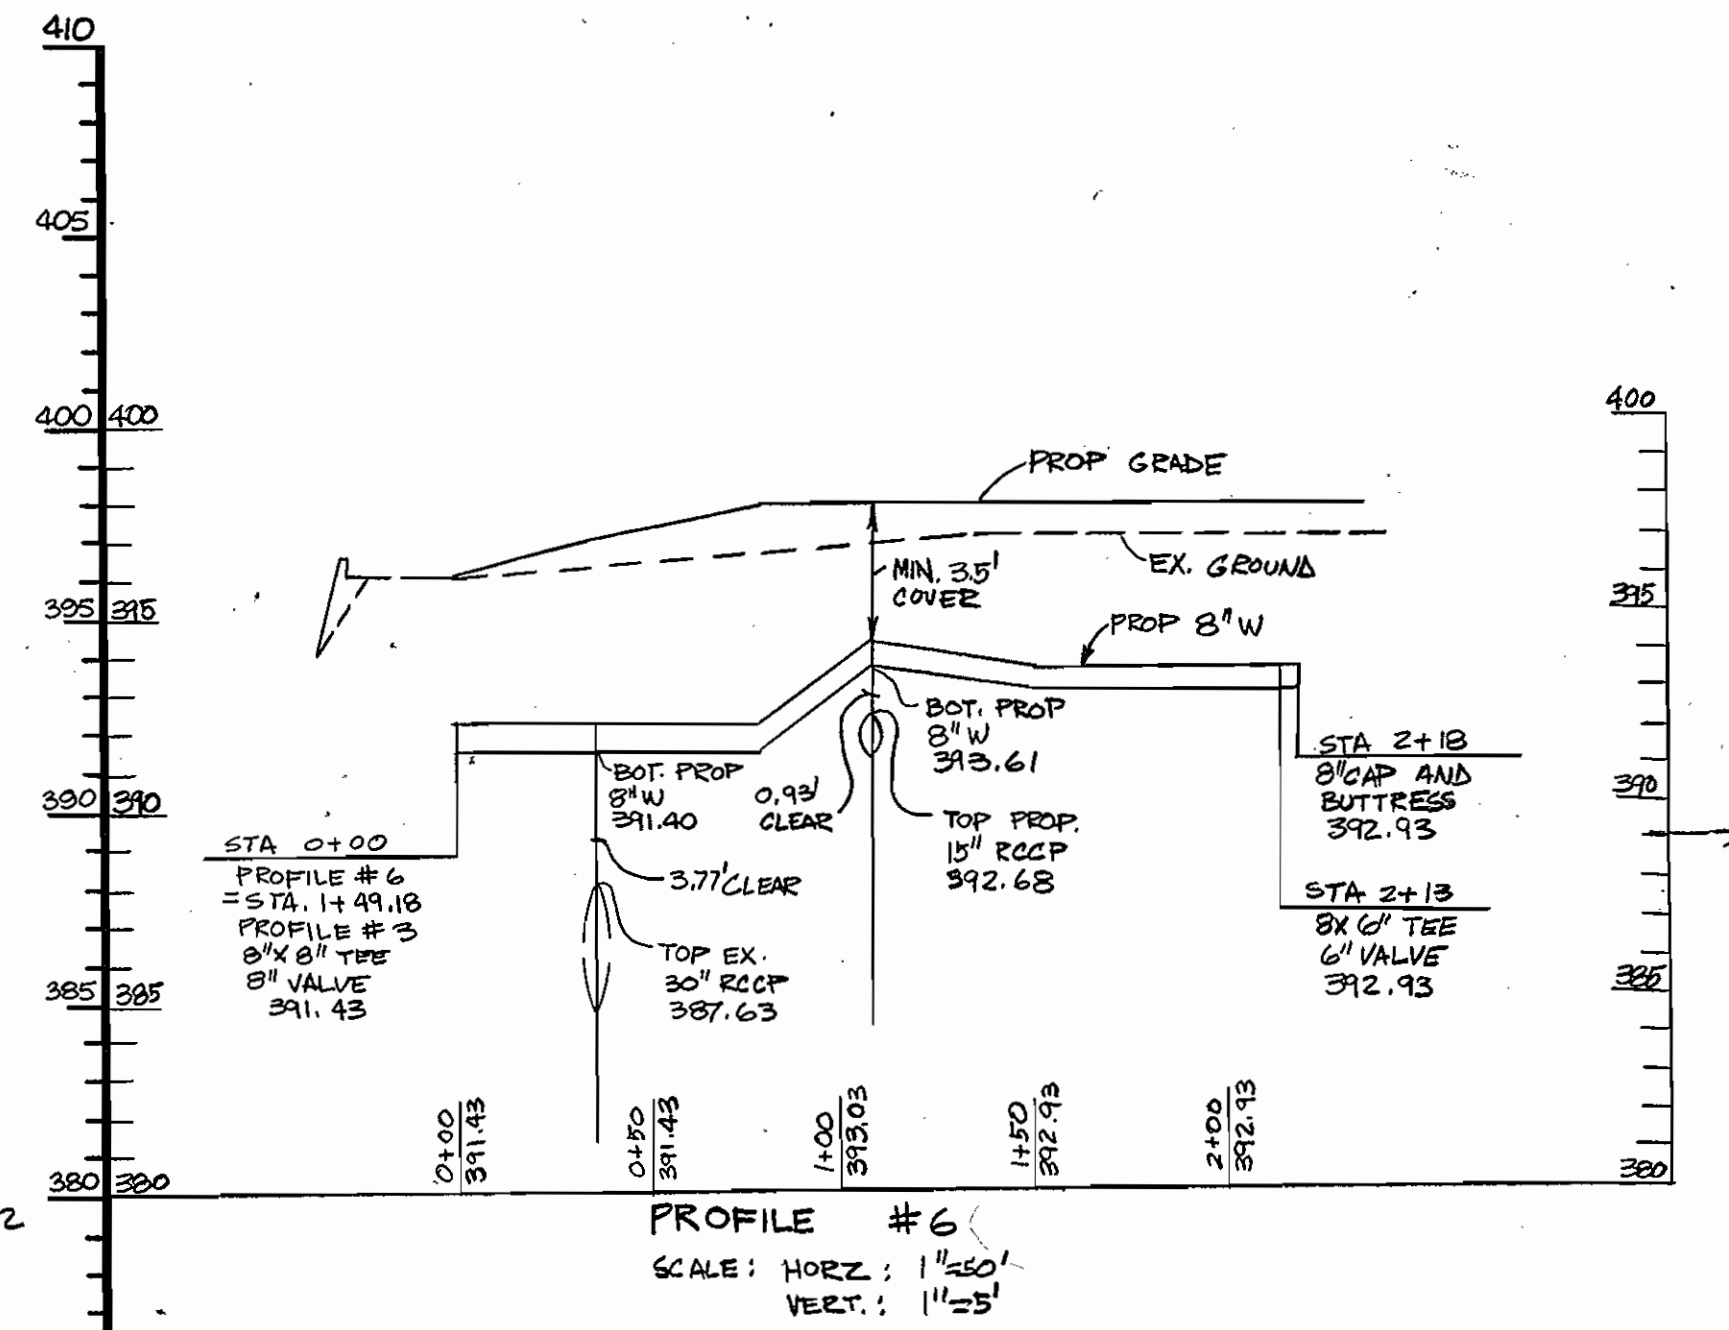 410
405
400 400
400
PROP GRADE
EX. GROUND
MIN. 3.5'
COVER
395 395
395
PROP 8" W
BOT. PROP
8" W
393.61
BOT. PROP
8" W
391.40
0.93'
CLEAR
STA 2+18
8" CAP AND
BUTTRESS
392.93
390 390
390
TOP PROP.
15" RCCP
392.68
STA 0+00
PROFILE #6
=STA. 1+49.18
PROFILE #3
8"X 8" TEE
8" VALVE
391.43
3.77' CLEAR
TOP EX.
30" RCCP
387.63
STA 2+13
8X 6" TEE
6" VALVE
392.93
385 385
385
0+00
391.43
0+50
391.43
1+00
393.03
1+50
392.93
2+00
392.93
380 380
380
2
PROFILE #6
SCALE: HORZ: 1"=50'
VERT.: 1"=5'